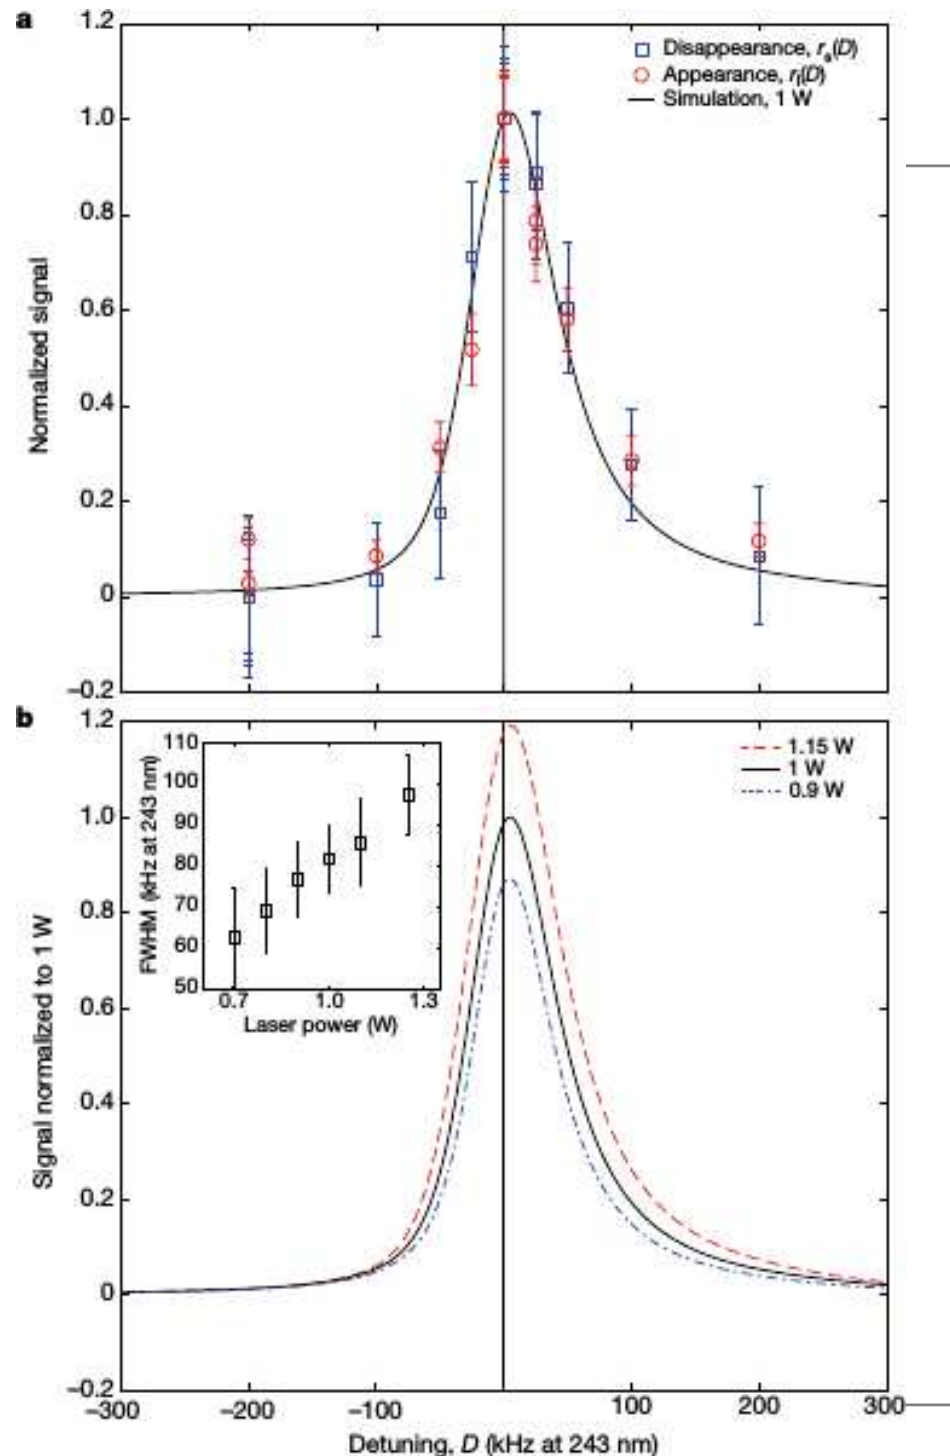 a
1.2
1.0
0.8
0.6
0.4
0.2
0
–0.2
Normalized signal
Disappearance, rs(D)
Appearance, rl(D)
Simulation, 1 W
b
1.2
1.0
0.8
0.6
0.4
0.2
0
–0.2
Signal normalized to 1 W
1.15 W
1 W
0.9 W
110
100
90
80
70
60
50
FWHM (kHz at 243 nm)
0.7 1.0 1.3
Laser power (W)
–300 –200 –100 0 100 200 300
Detuning, D (kHz at 243 nm)